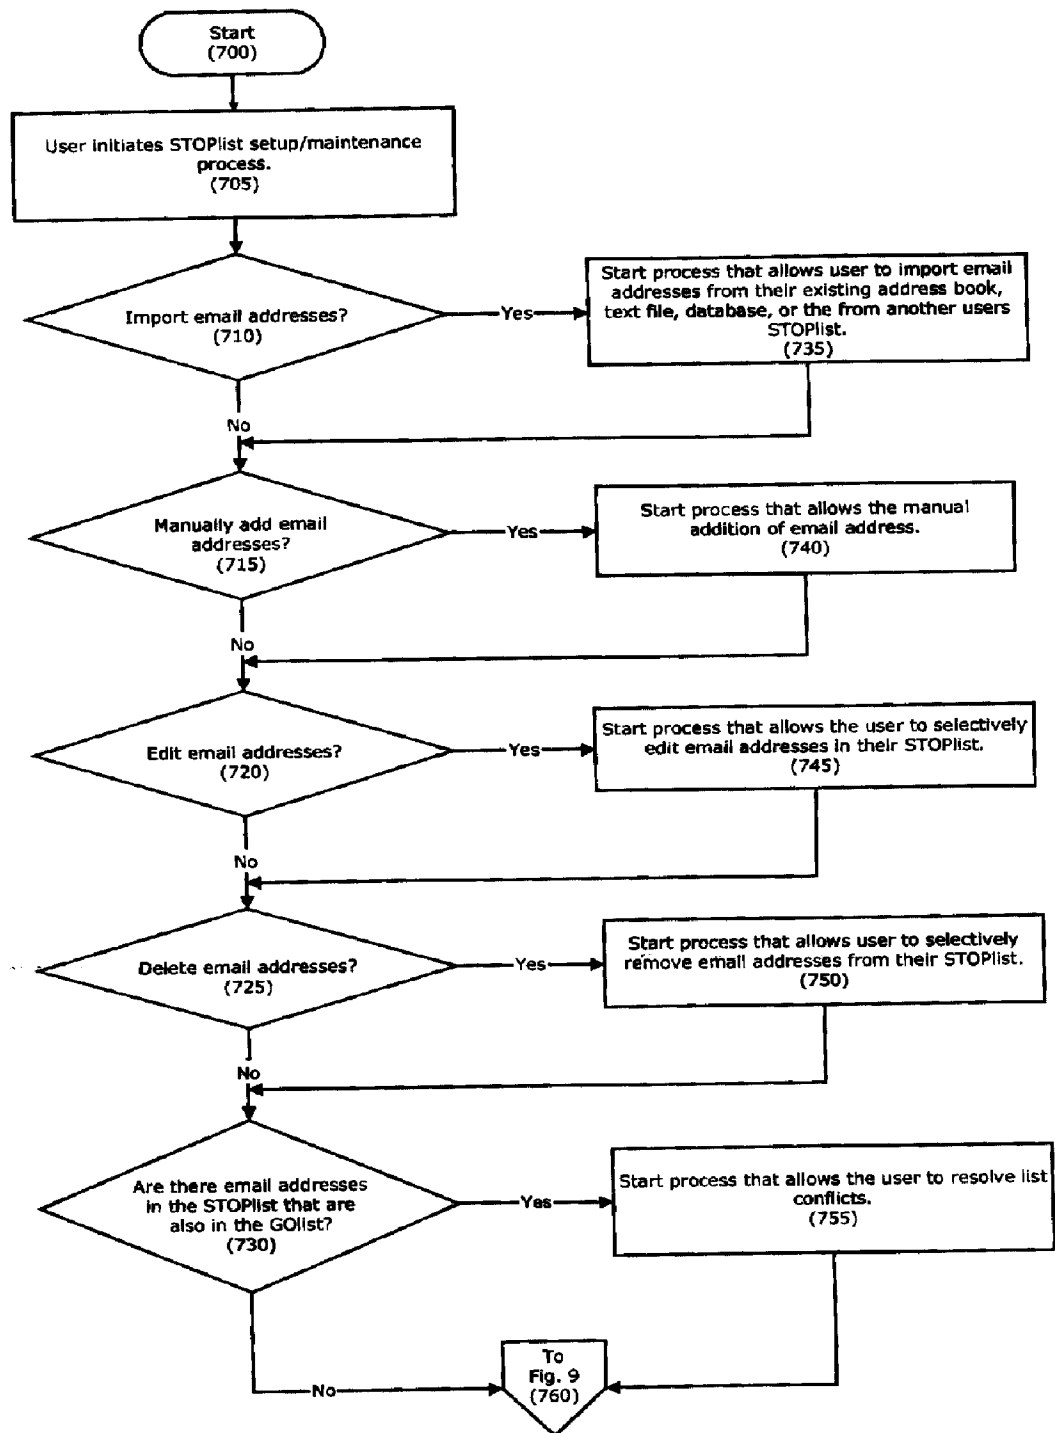 Start
(700)
User initiates STOPlist setup/maintenance
process.
(705)
Import email addresses?
(710)
Yes
Start process that allows user to import email
addresses from their existing address book,
text file, database, or the from another users
STOPlist.
(735)
No
Manually add email
addresses?
(715)
Yes
Start process that allows the manual
addition of email address.
(740)
No
Edit email addresses?
(720)
Yes
Start process that allows the user to selectively
edit email addresses in their STOPlist.
(745)
No
Delete email addresses?
(725)
Yes
Start process that allows user to selectively
remove email addresses from their STOPlist.
(750)
No
Are there email addresses
in the STOPlist that are
also in the GOlist?
(730)
Yes
Start process that allows the user to resolve list
conflicts.
(755)
No
To
Fig. 9
(760)